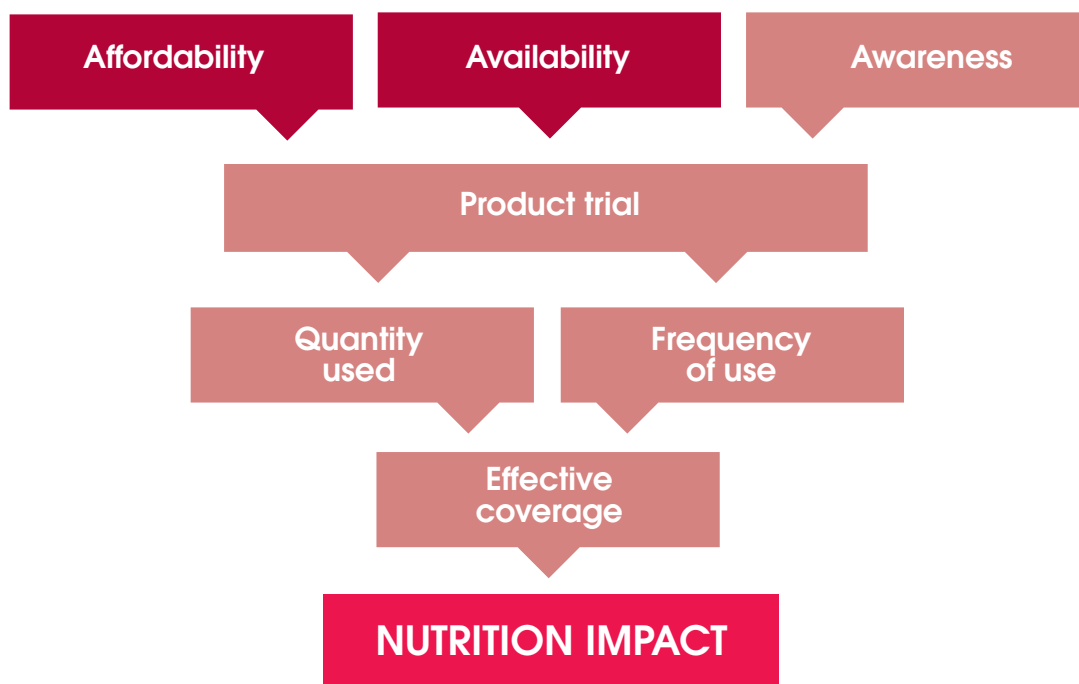 Affordability
Availability
Awareness
Product trial
Quantity
used
Frequency
of use
Effective
coverage
NUTRITION IMPACT